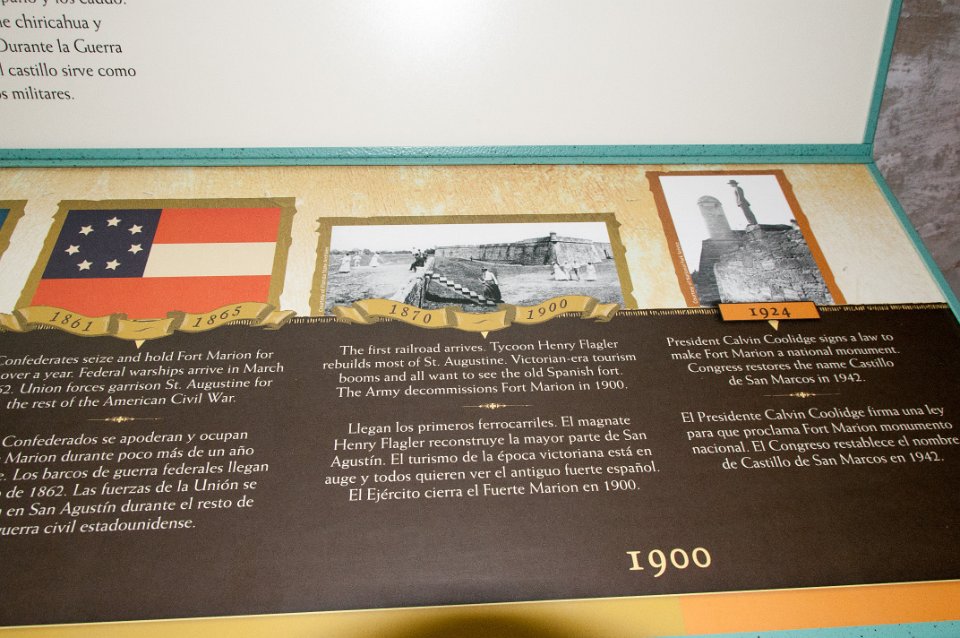 pano y los caddo.
ne chiricahua y
Durante la Guerra
l castillo sirve como
os militares.
1861 1865
Confederates seize and hold Fort Marion for
over a year. Federal warships arrive in March
62. Union forces garrison St. Augustine for
the rest of the American Civil War.
Confederados se apoderan y ocupan
Marion durante poco más de un año
e. Los barcos de guerra federales llegan
o de 1862. Las fuerzas de la Unión se
n en San Agustín durante el resto de
guerra civil estadounidense.
1870 1900
The first railroad arrives. Tycoon Henry Flagler
rebuilds most of St. Augustine. Victorian-era tourism
booms and all want to see the old Spanish fort.
The Army decommissions Fort Marion in 1900.
Llegan los primeros ferrocarriles. El magnate
Henry Flagler reconstruye la mayor parte de San
Agustín. El turismo de la época victoriana está en
auge y todos quieren ver el antiguo fuerte español.
El Ejército cierra el Fuerte Marion en 1900.
1924
President Calvin Coolidge signs a law to
make Fort Marion a national monument.
Congress restores the name Castillo
de San Marcos in 1942.
El Presidente Calvin Coolidge firma una ley
para que proclama Fort Marion monumento
nacional. El Congreso restablece el nombre
de Castillo de San Marcos en 1942.
1900